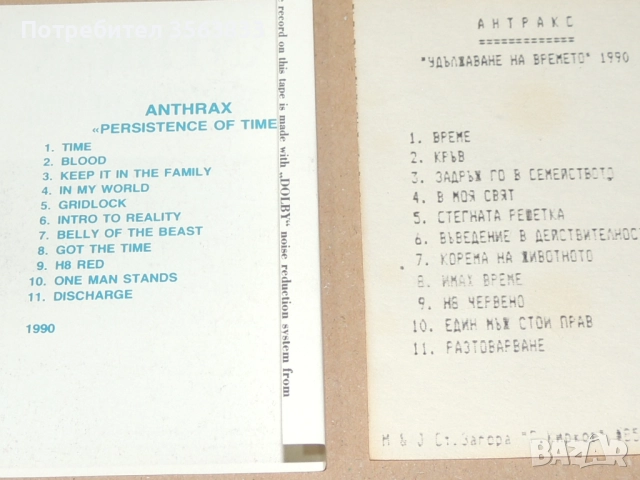 Потребител
ANTHRAX
«PERSISTENCE OF TIME
1. TIME
2. BLOOD
3. KEEP IT IN THE FAMILY
4. IN MY WORLD
5. GRIDLOCK
6. INTRO TO REALITY
7. BELLY OF THE BEAST
8. GOT THE TIME
9. H8 RED
10. ONE MAN STANDS
11. DISCHARGE
1990
record on this tape is made with „DOLBY“ noise reduction system from
АНТРАКС
"УДЪЛЖАВАНЕ НА ВРЕМЕТО" 1990
1. ВРЕМЕ
2. КРЪВ
3. ЗАДРЪЖ ГО В СЕМЕЙСТВОТО
4. В МОЯ СВЯТ
5. СТЕГНАТА РЕШЕТКА
6. ВЪВЕДЕНИЕ В ДЕЙСТВИТЕЛНОСТ
7. КОРЕМА НА ЖИВОТНОТО
8. ИМАХ ВРЕМЕ
9. Н8 ЧЕРВЕНО
10. ЕДИН МЪЖ СТОИ ПРАВ
11. РАЗТОВАРВАНЕ
M & J Ст.Загора
BAZAR.BG